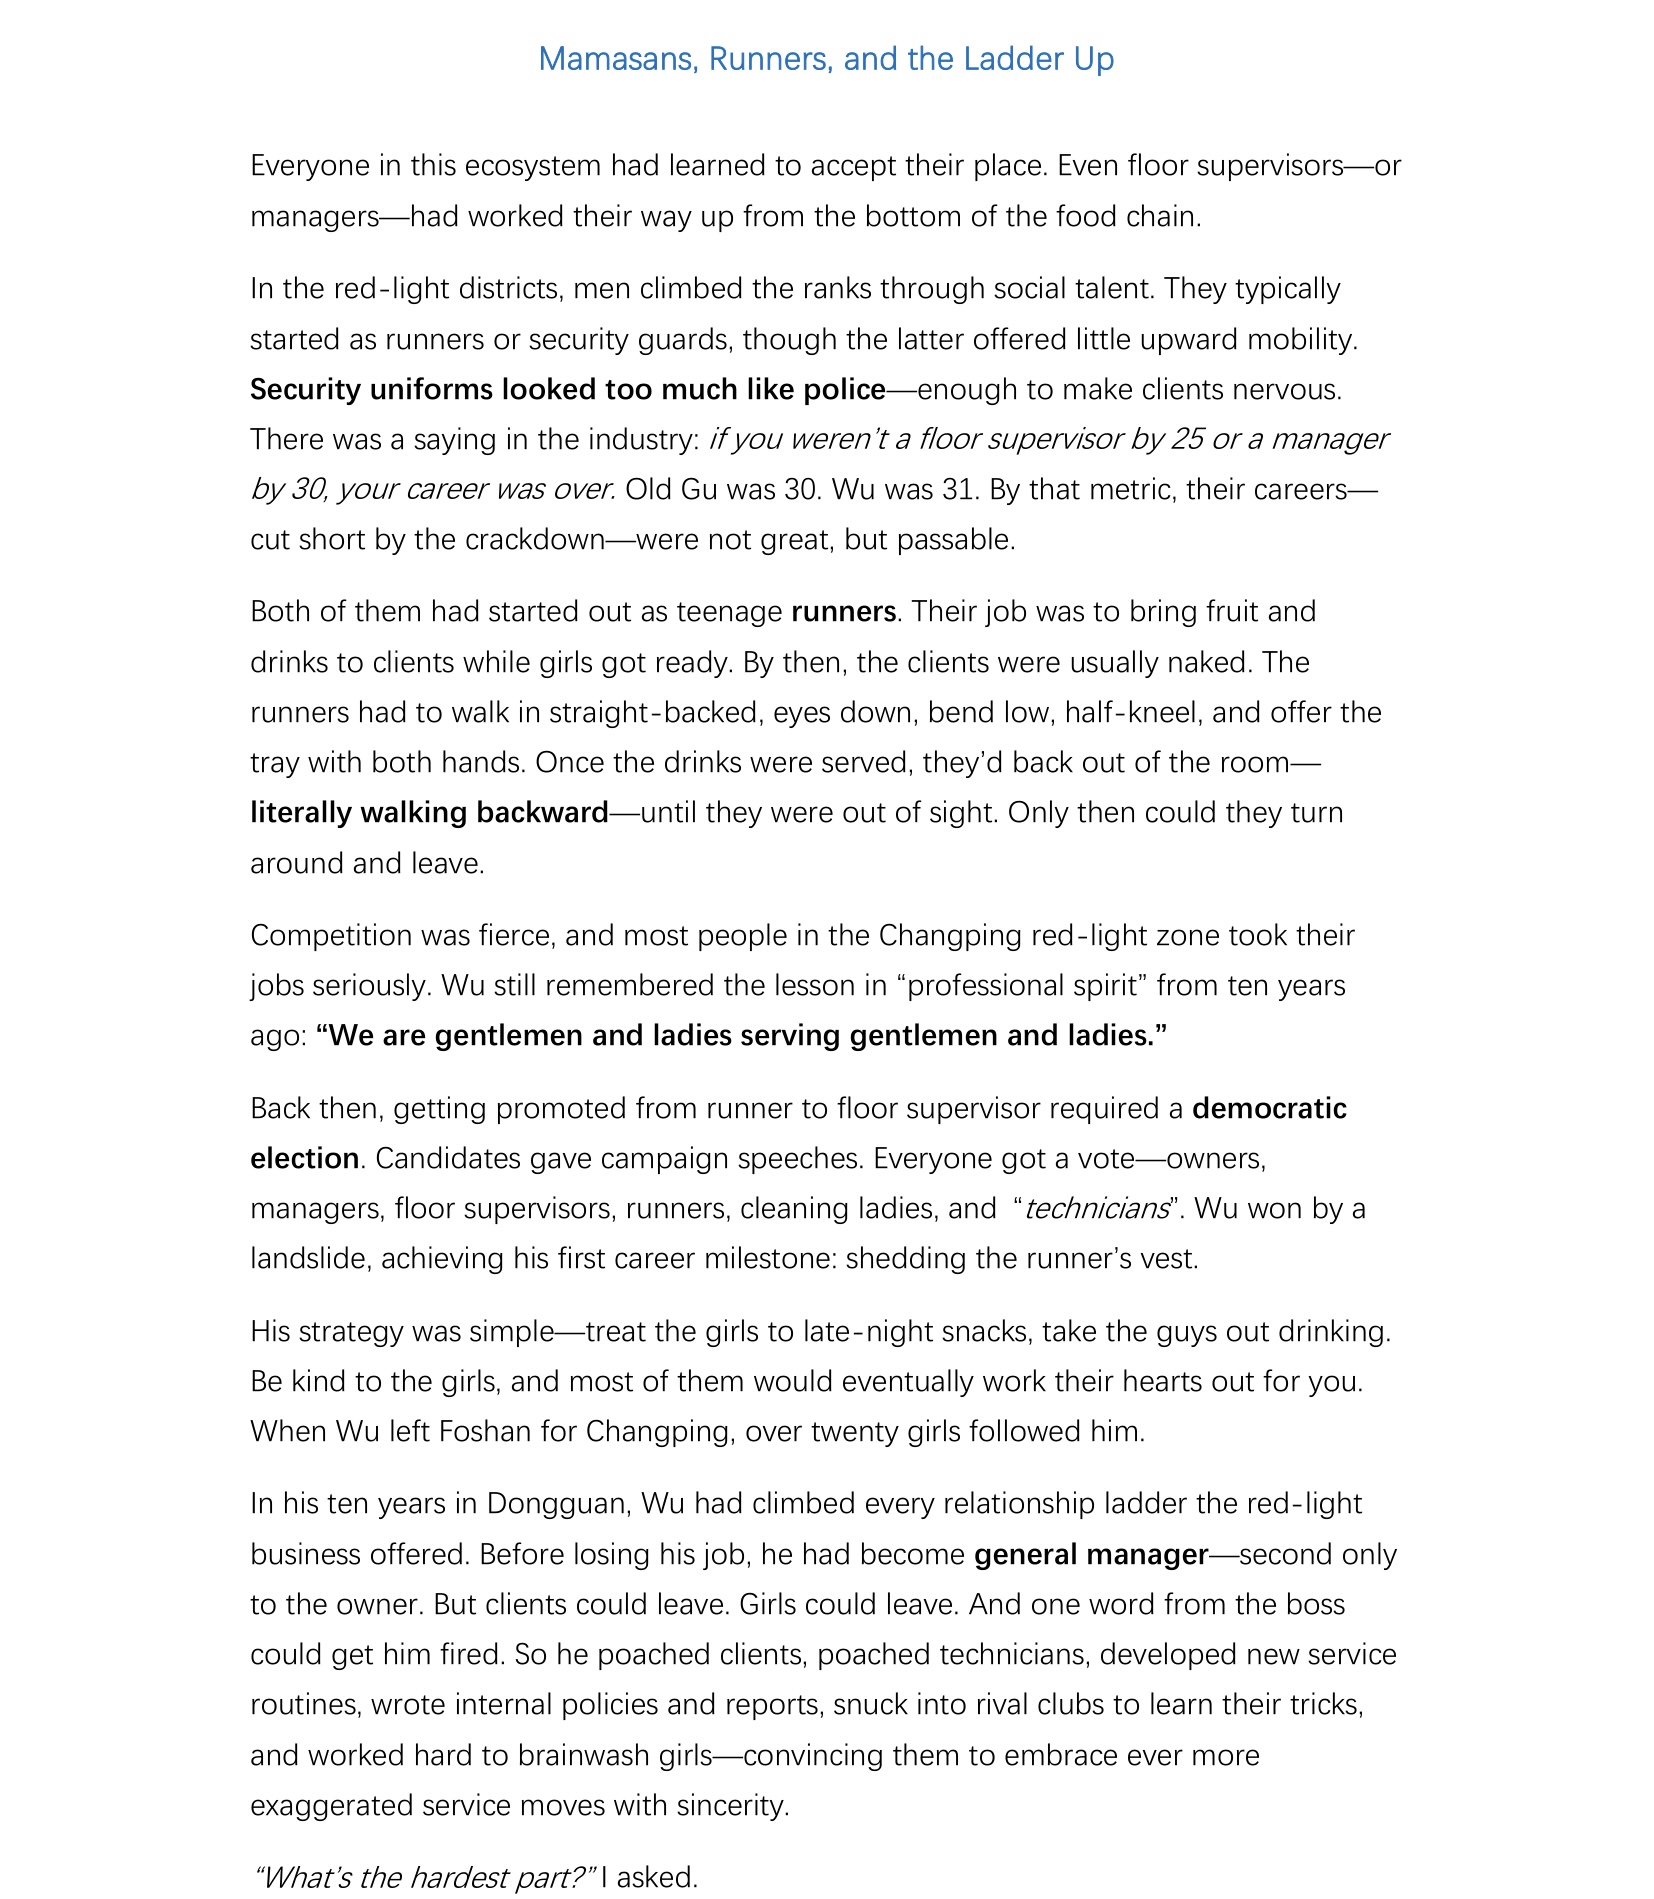 Mamasans, Runners, and the Ladder Up
Everyone in this ecosystem had learned to accept their place. Even floor supervisors—or
managers—had worked their way up from the bottom of the food chain.
In the red-light districts, men climbed the ranks through social talent. They typically
started as runners or security guards, though the latter offered little upward mobility.
Security uniforms looked too much like police—enough to make clients nervous.
There was a saying in the industry: if you weren’t a floor supervisor by 25 or a manager
by 30, your career was over. Old Gu was 30. Wu was 31. By that metric, their careers—
cut short by the crackdown—were not great, but passable.
Both of them had started out as teenage runners. Their job was to bring fruit and
drinks to clients while girls got ready. By then, the clients were usually naked. The
runners had to walk in straight-backed, eyes down, bend low, half-kneel, and offer the
tray with both hands. Once the drinks were served, they’d back out of the room—
literally walking backward—until they were out of sight. Only then could they turn
around and leave.
Competition was fierce, and most people in the Changping red-light zone took their
jobs seriously. Wu still remembered the lesson in “professional spirit” from ten years
ago: “We are gentlemen and ladies serving gentlemen and ladies.”
Back then, getting promoted from runner to floor supervisor required a democratic
election. Candidates gave campaign speeches. Everyone got a vote—owners,
managers, floor supervisors, runners, cleaning ladies, and “technicians”. Wu won by a
landslide, achieving his first career milestone: shedding the runner’s vest.
His strategy was simple—treat the girls to late-night snacks, take the guys out drinking.
Be kind to the girls, and most of them would eventually work their hearts out for you.
When Wu left Foshan for Changping, over twenty girls followed him.
In his ten years in Dongguan, Wu had climbed every relationship ladder the red-light
business offered. Before losing his job, he had become general manager—second only
to the owner. But clients could leave. Girls could leave. And one word from the boss
could get him fired. So he poached clients, poached technicians, developed new service
routines, wrote internal policies and reports, snuck into rival clubs to learn their tricks,
and worked hard to brainwash girls—convincing them to embrace ever more
exaggerated service moves with sincerity.
“What’s the hardest part?” I asked.